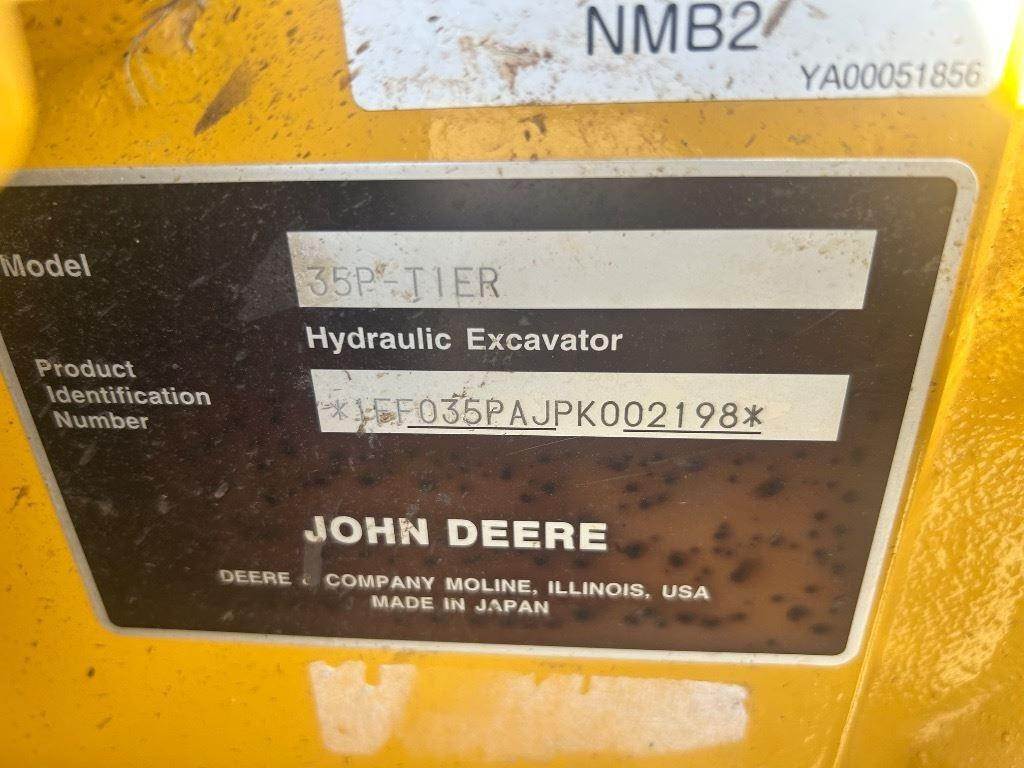 NMB2
YA00051856
Model
35P-TIER
Hydraulic Excavator
Product
Identification
Number
*1FF035PAJPK002198*
JOHN DEERE
DEERE & COMPANY MOLINE, ILLINOIS, USA
MADE IN JAPAN